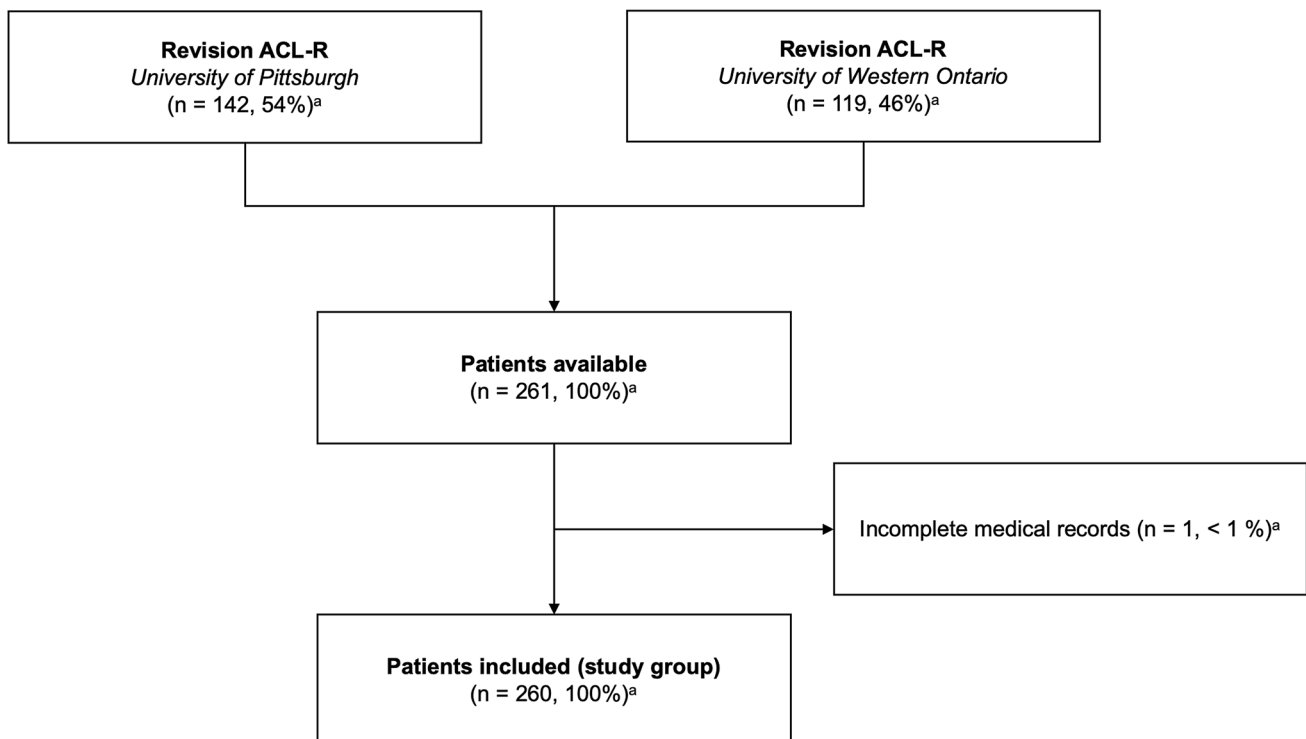 Revision ACL-R
University of Pittsburgh
(n = 142, 54%)ᵃ
Revision ACL-R
University of Western Ontario
(n = 119, 46%)ᵃ
Patients available
(n = 261, 100%)ᵃ
Incomplete medical records (n = 1, < 1 %)ᵃ
Patients included (study group)
(n = 260, 100%)ᵃ